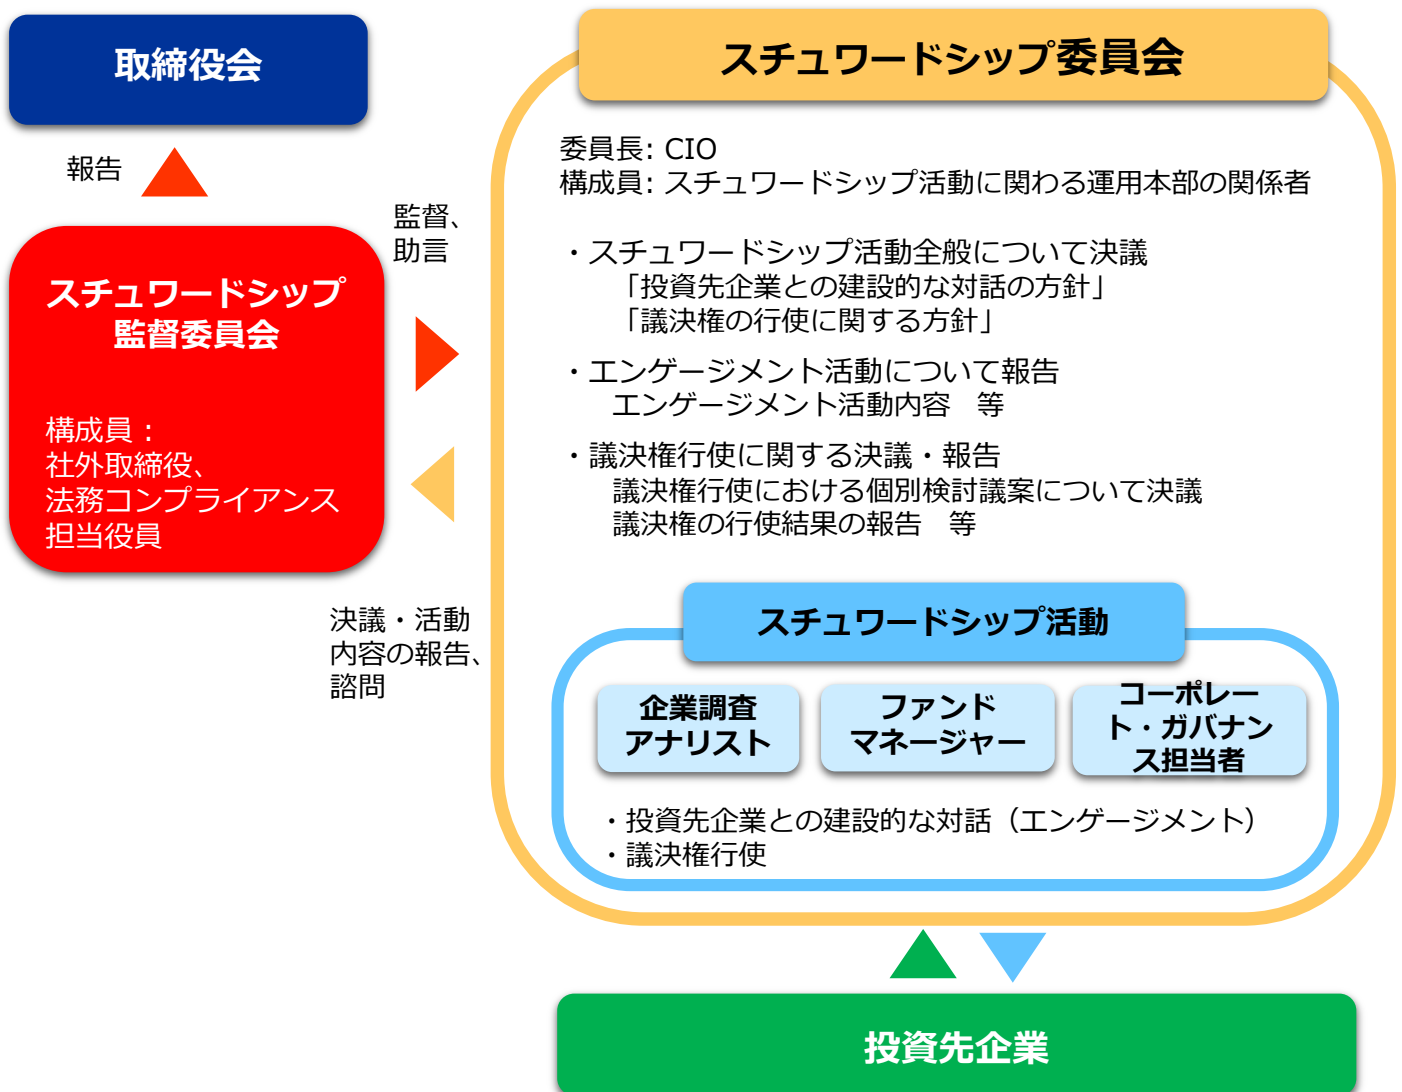 取締役会
報告
スチュワードシップ
監督委員会
構成員：
社外取締役、
法務コンプライアンス
担当役員
監督、
助言
決議・活動
内容の報告、
諮問
スチュワードシップ委員会
委員長: CIO
構成員: スチュワードシップ活動に関わる運用本部の関係者
・スチュワードシップ活動全般について決議
「投資先企業との建設的な対話の方針」
「議決権の行使に関する方針」
・エンゲージメント活動について報告
エンゲージメント活動内容　等
・議決権行使に関する決議・報告
議決権行使における個別検討議案について決議
議決権の行使結果の報告　等
スチュワードシップ活動
企業調査
アナリスト
ファンド
マネージャー
コーポレー
ト・ガバナン
ス担当者
・投資先企業との建設的な対話（エンゲージメント）
・議決権行使
投資先企業